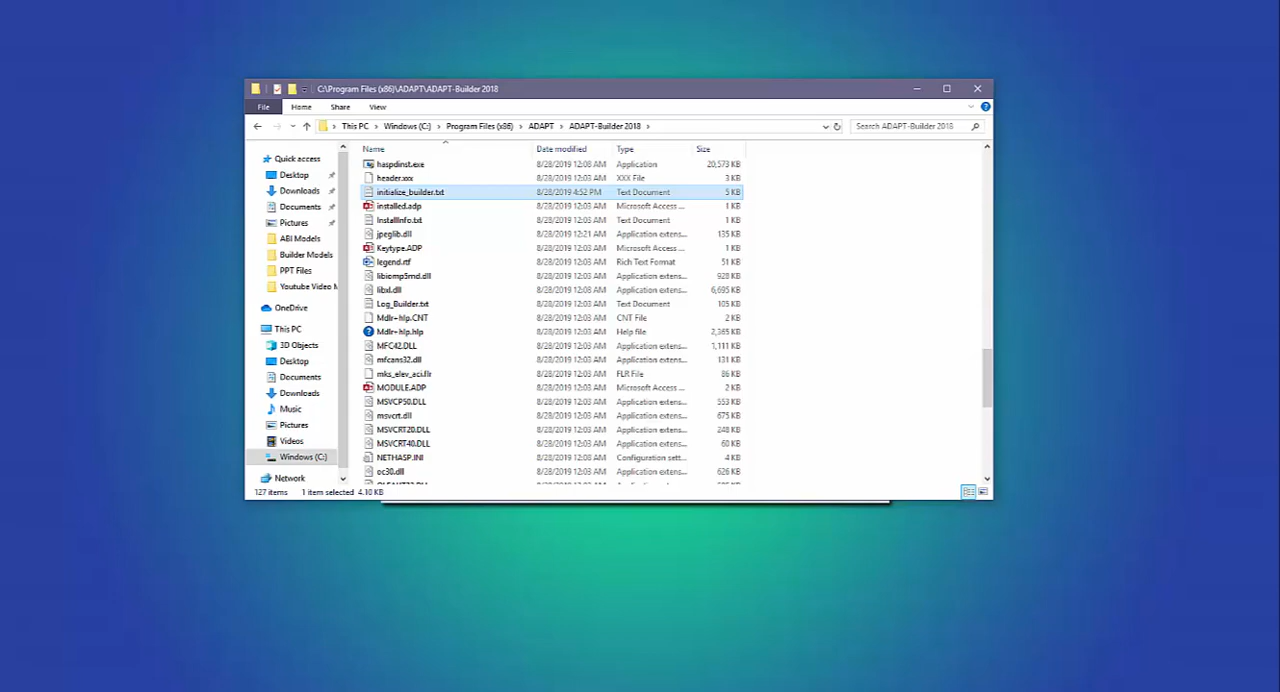 C:\Program Files (x86)\ADAPT\ADAPT-Builder 2018
File Home Share View
This PC Windows (C:) Program Files (x86) ADAPT ADAPT-Builder 2018 Search ADAPT-Builder 2018
Quick access
Desktop
Downloads
Documents
Pictures
ABI Models
Builder Models
PPT Files
Youtube Video M
OneDrive
This PC
3D Objects
Desktop
Documents
Downloads
Music
Pictures
Videos
Windows (C:)
Network
Name Date modified Type Size
haspdinst.exe 8/28/2019 12:08 AM Application 20,573 KB
header.xxx 8/28/2019 12:03 AM XXX File 3 KB
initialize_builder.txt 8/28/2019 4:52 PM Text Document 5 KB
installed.adp 8/28/2019 12:03 AM Microsoft Access ... 1 KB
InstallInfo.txt 8/28/2019 12:03 AM Text Document 1 KB
jpeglib.dll 8/28/2019 12:21 AM Application extens... 135 KB
Keytype.ADP 8/28/2019 12:03 AM Microsoft Access ... 1 KB
legend.rtf 8/28/2019 12:03 AM Rich Text Format 51 KB
libiomp5md.dll 8/28/2019 12:03 AM Application extens... 928 KB
libxl.dll 8/28/2019 12:08 AM Application extens... 6,695 KB
Log_Builder.txt 8/28/2019 12:03 AM Text Document 105 KB
Mdlr+hlp.CNT 8/28/2019 12:03 AM CNT File 2 KB
Mdlr+hlp.hlp 8/28/2019 12:03 AM Help file 2,365 KB
MFC42.DLL 8/28/2019 12:03 AM Application extens... 1,111 KB
mfcans32.dll 8/28/2019 12:03 AM Application extens... 131 KB
mks_elev_aci.flr 8/28/2019 12:03 AM FLR File 86 KB
MODULE.ADP 8/28/2019 12:03 AM Microsoft Access ... 2 KB
MSVCP50.DLL 8/28/2019 12:03 AM Application extens... 553 KB
msvcrt.dll 8/28/2019 12:03 AM Application extens... 675 KB
MSVCRT20.DLL 8/28/2019 12:03 AM Application extens... 248 KB
MSVCRT40.DLL 8/28/2019 12:03 AM Application extens... 60 KB
NETHASP.INI 8/28/2019 12:08 AM Configuration sett... 4 KB
oc30.dll 8/28/2019 12:03 AM Application extens... 626 KB
127 items 1 item selected 4.10 KB